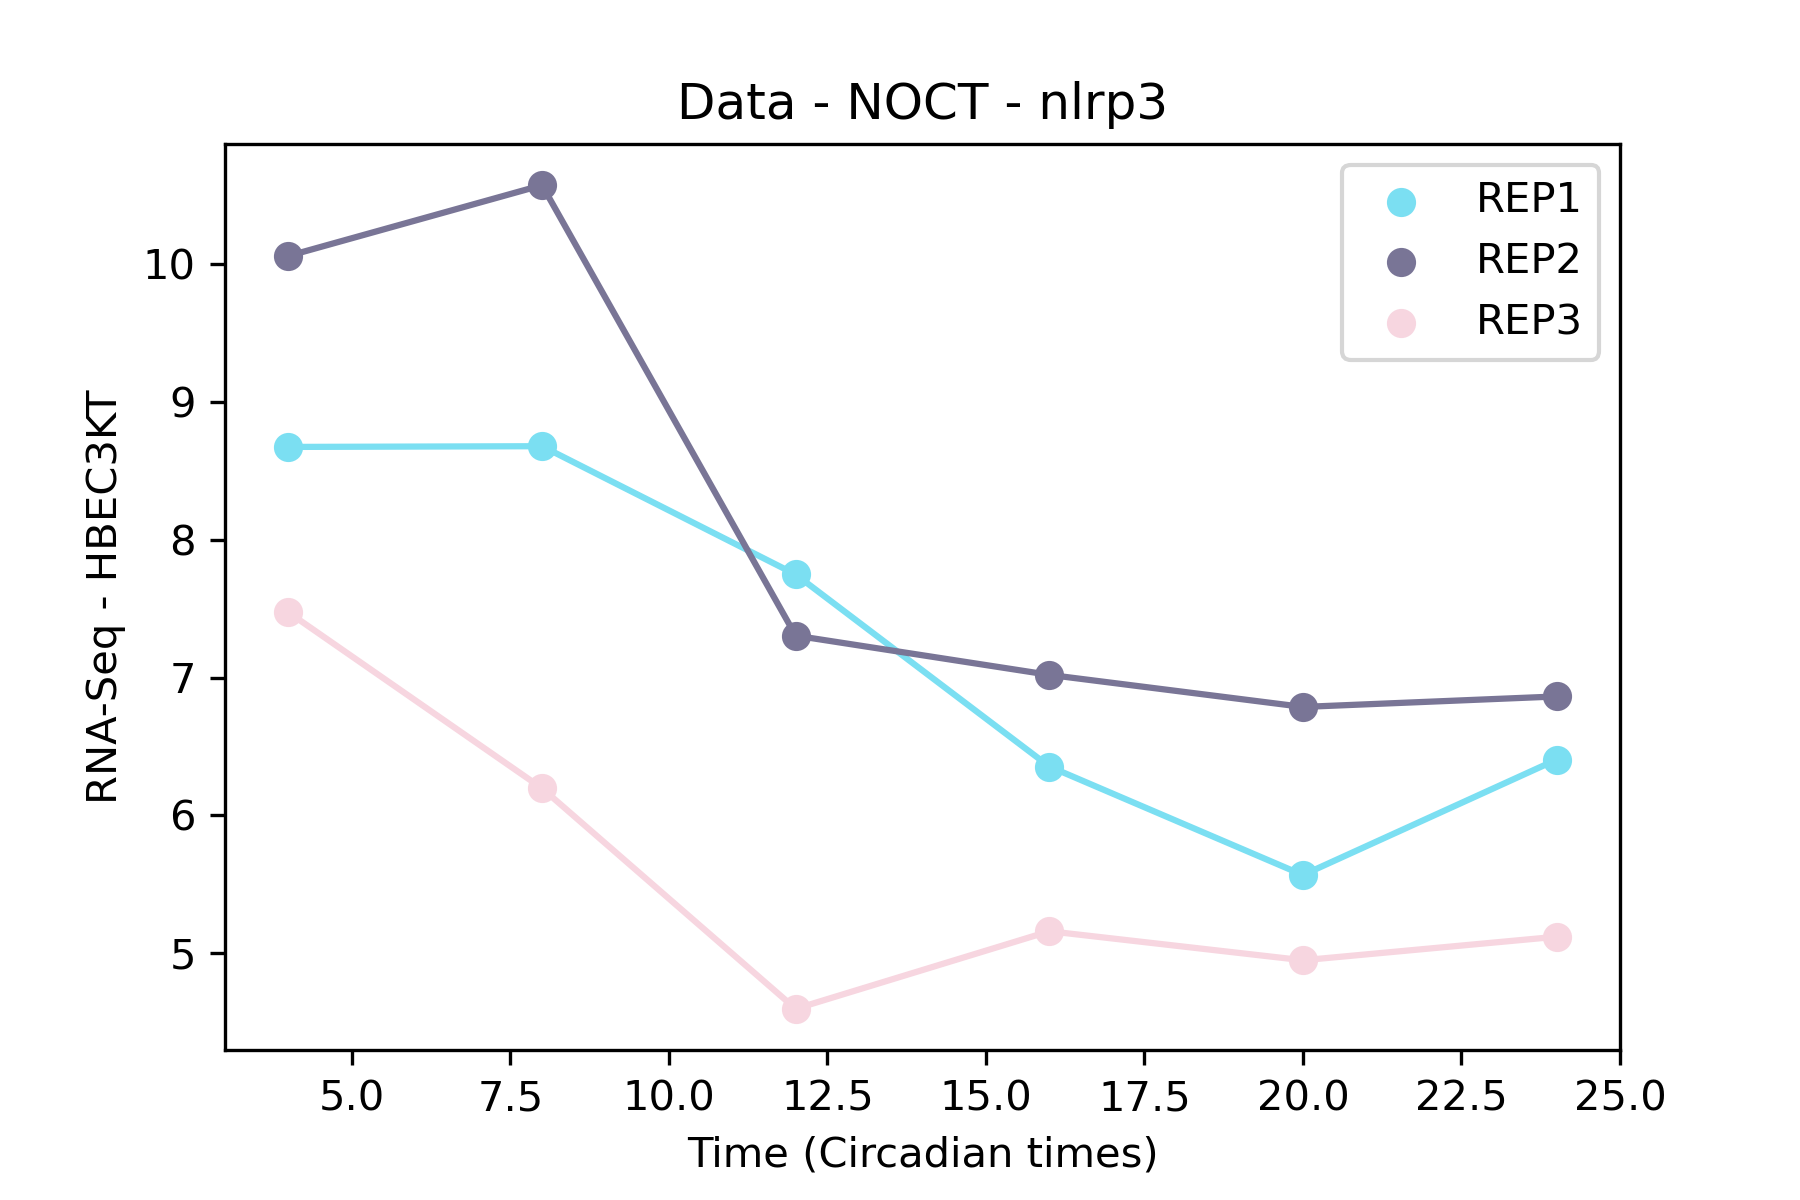 Data - NOCT - nlrp3
REP1
REP2
REP3
RNA-Seq - HBEC3KT
10
9
8
7
6
5
5.0 7.5 10.0 12.5 15.0 17.5 20.0 22.5 25.0
Time (Circadian times)